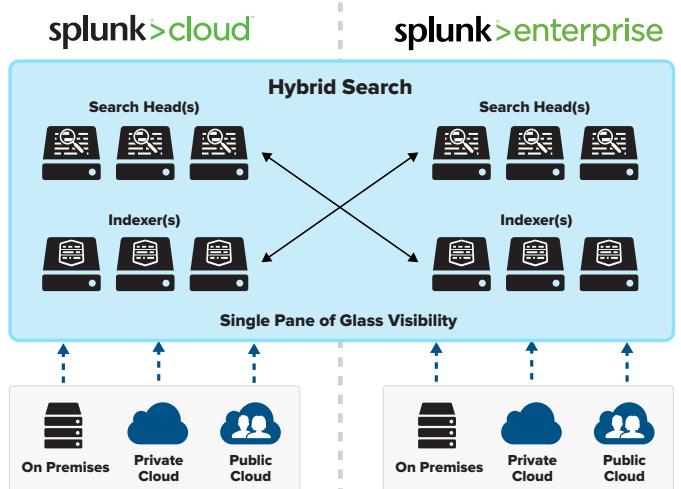 splunk>cloud
splunk>enterprise
Hybrid Search
Search Head(s)
Search Head(s)
Indexer(s)
Indexer(s)
Single Pane of Glass Visibility
On Premises
Private
Cloud
Public
Cloud
On Premises
Private
Cloud
Public
Cloud